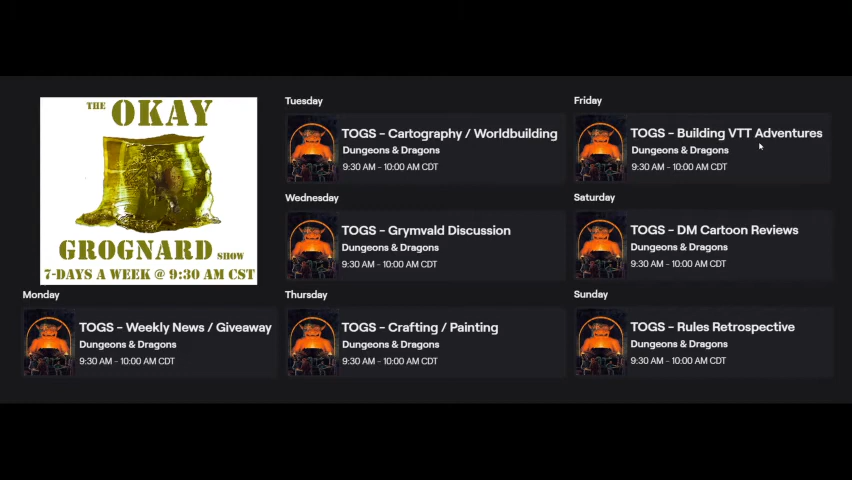 THE OKAY
GROGNARD SHOW
7-DAYS A WEEK @ 9:30 AM CST
Monday
TOGS - Weekly News / Giveaway
Dungeons & Dragons
9:30 AM - 10:00 AM CDT
Tuesday
TOGS - Cartography / Worldbuilding
Dungeons & Dragons
9:30 AM - 10:00 AM CDT
Wednesday
TOGS - Grymvald Discussion
Dungeons & Dragons
9:30 AM - 10:00 AM CDT
Thursday
TOGS - Crafting / Painting
Dungeons & Dragons
9:30 AM - 10:00 AM CDT
Friday
TOGS - Building VTT Adventures
Dungeons & Dragons
9:30 AM - 10:00 AM CDT
Saturday
TOGS - DM Cartoon Reviews
Dungeons & Dragons
9:30 AM - 10:00 AM CDT
Sunday
TOGS - Rules Retrospective
Dungeons & Dragons
9:30 AM - 10:00 AM CDT